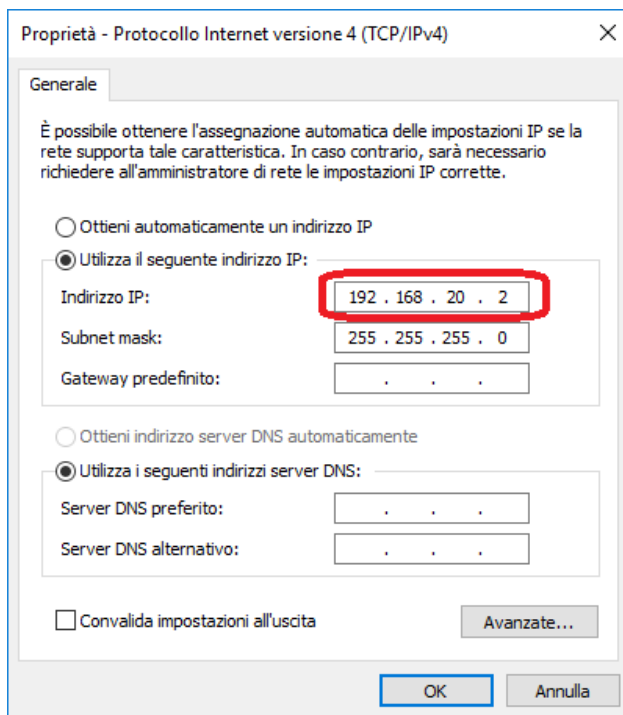 Proprietà - Protocollo Internet versione 4 (TCP/IPv4)
Generale
È possibile ottenere l'assegnazione automatica delle impostazioni IP se la
rete supporta tale caratteristica. In caso contrario, sarà necessario
richiedere all'amministratore di rete le impostazioni IP corrette.
Ottieni automaticamente un indirizzo IP
Utilizza il seguente indirizzo IP:
Indirizzo IP: 192 . 168 . 20 . 2
Subnet mask: 255 . 255 . 255 . 0
Gateway predefinito: . . .
Ottieni indirizzo server DNS automaticamente
Utilizza i seguenti indirizzi server DNS:
Server DNS preferito: . . .
Server DNS alternativo: . . .
Convalida impostazioni all'uscita Avanzate...
OK Annulla